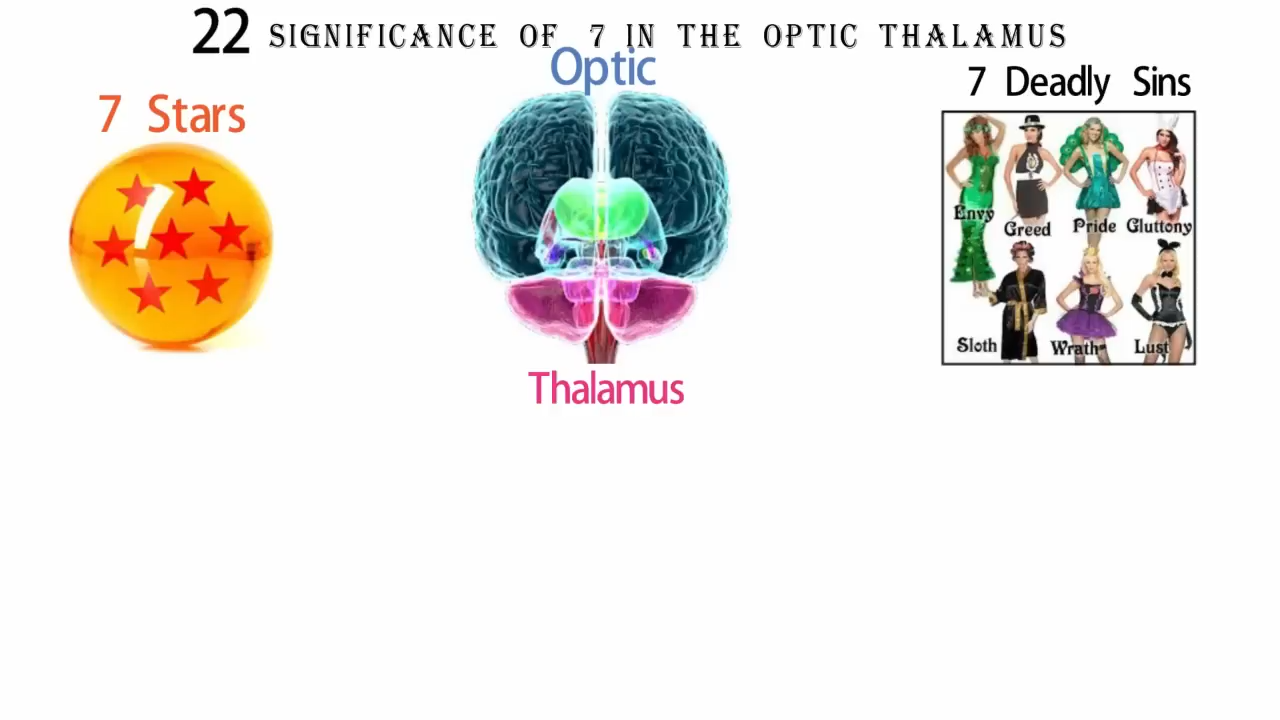 22 SIGNIFICANCE OF 7 IN THE OPTIC THALAMUS
Optic
7 Deadly Sins
7 Stars
Envy
Greed
Pride
Gluttony
Sloth
Wrath
Lust
Thalamus